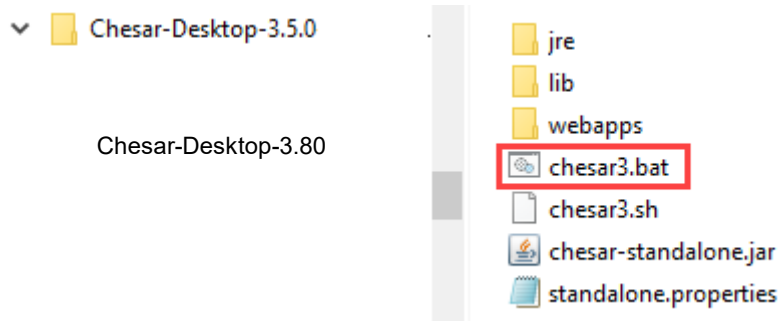 Chesar-Desktop-3.5.0
Chesar-Desktop-3.80
jre
lib
webapps
chesar3.bat
chesar3.sh
chesar-standalone.jar
standalone.properties